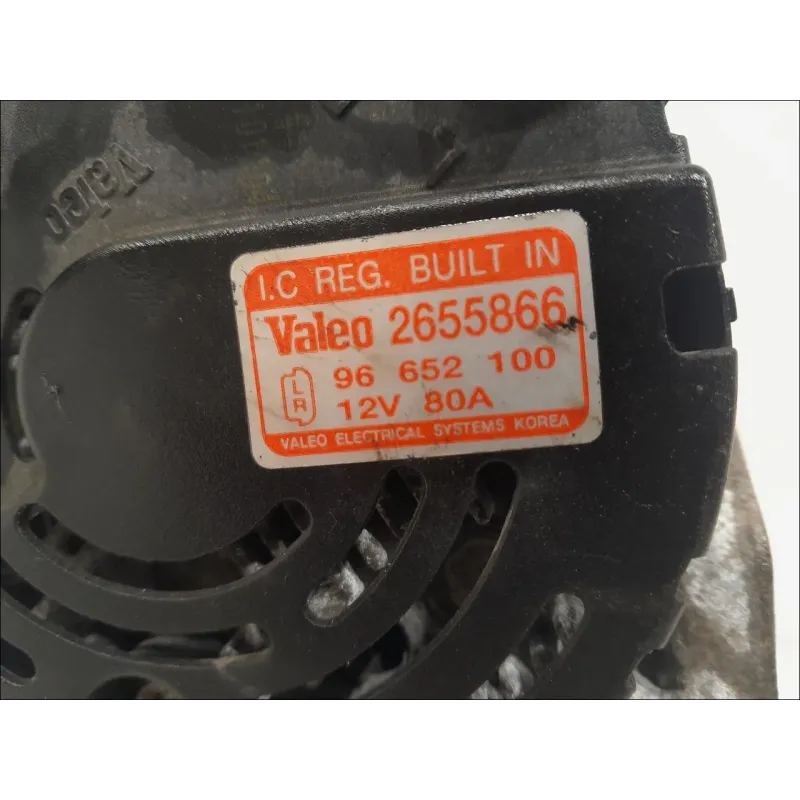 Valeo
I.C REG. BUILT IN
Valeo 2655866
L R 96 652 100
12V 80A
VALEO ELECTRICAL SYSTEMS KOREA